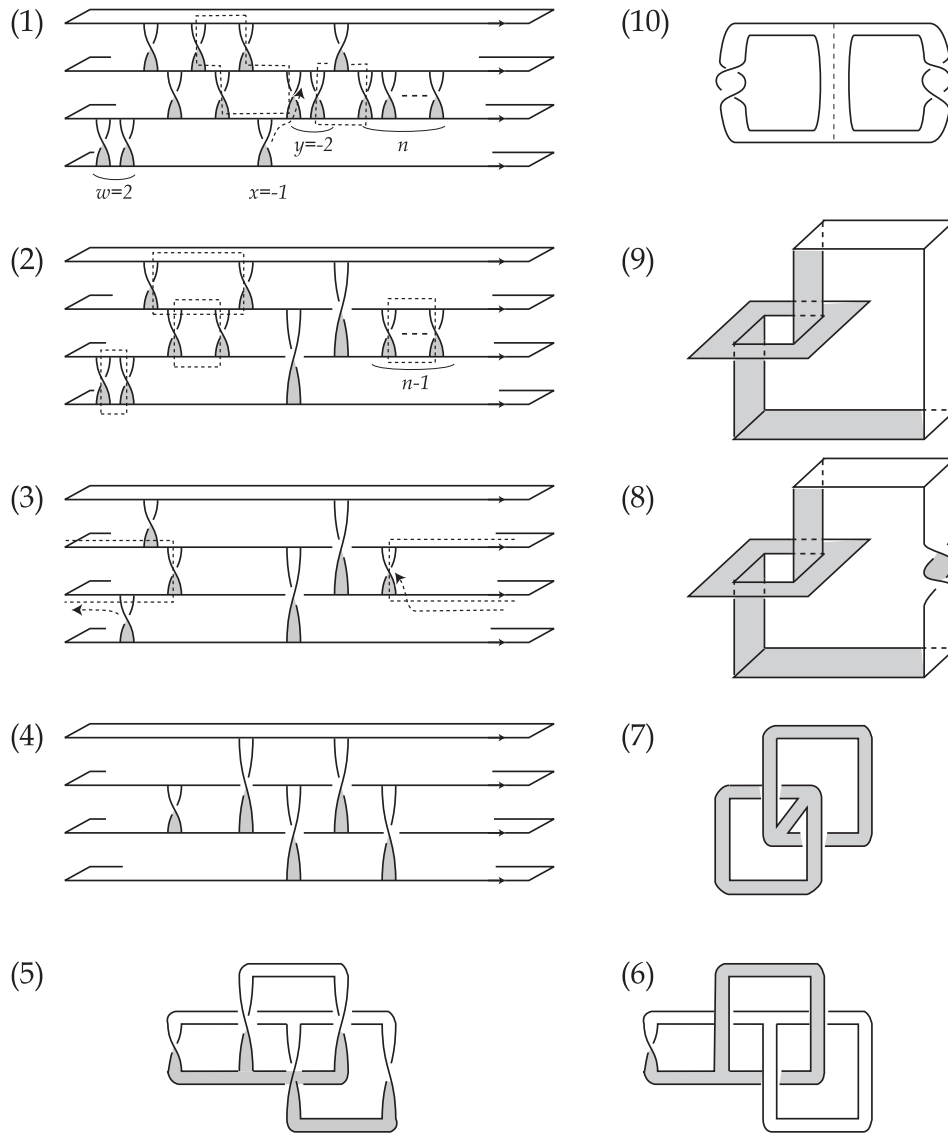 (1)
w=2
x=-1
y=-2
n
(2)
n-1
(3)
(4)
(5)
(10)
(9)
(8)
(7)
(6)